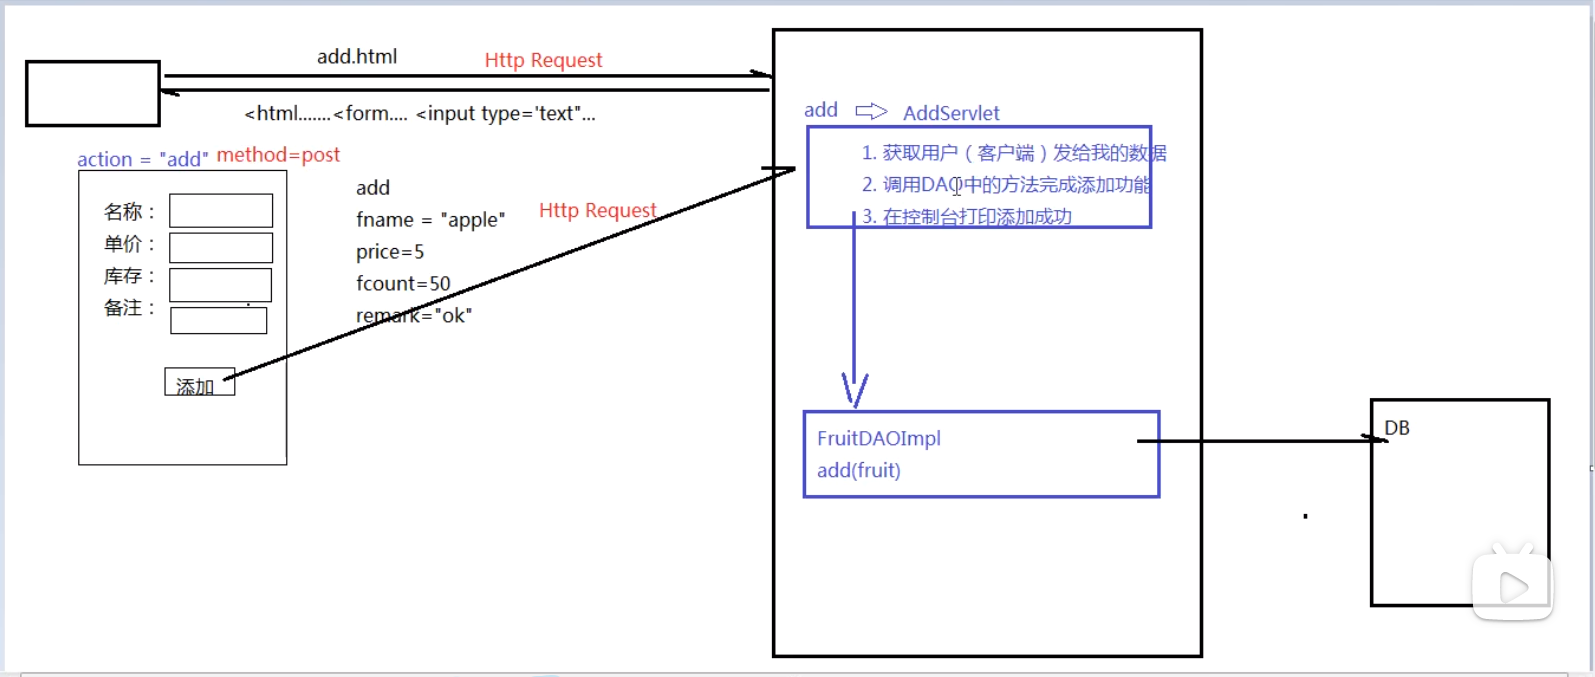 add.html
Http Request
<html.......<form.... <input type='text"...
action = "add" method=post
名称：
单价：
库存：
备注：
添加
add
fname = "apple"
price=5
fcount=50
remark="ok"
Http Request
add
AddServlet
1. 获取用户（客户端）发给我的数据
2. 调用DAO中的方法完成添加功能
3. 在控制台打印添加成功
FruitDAOImpl
add(fruit)
DB